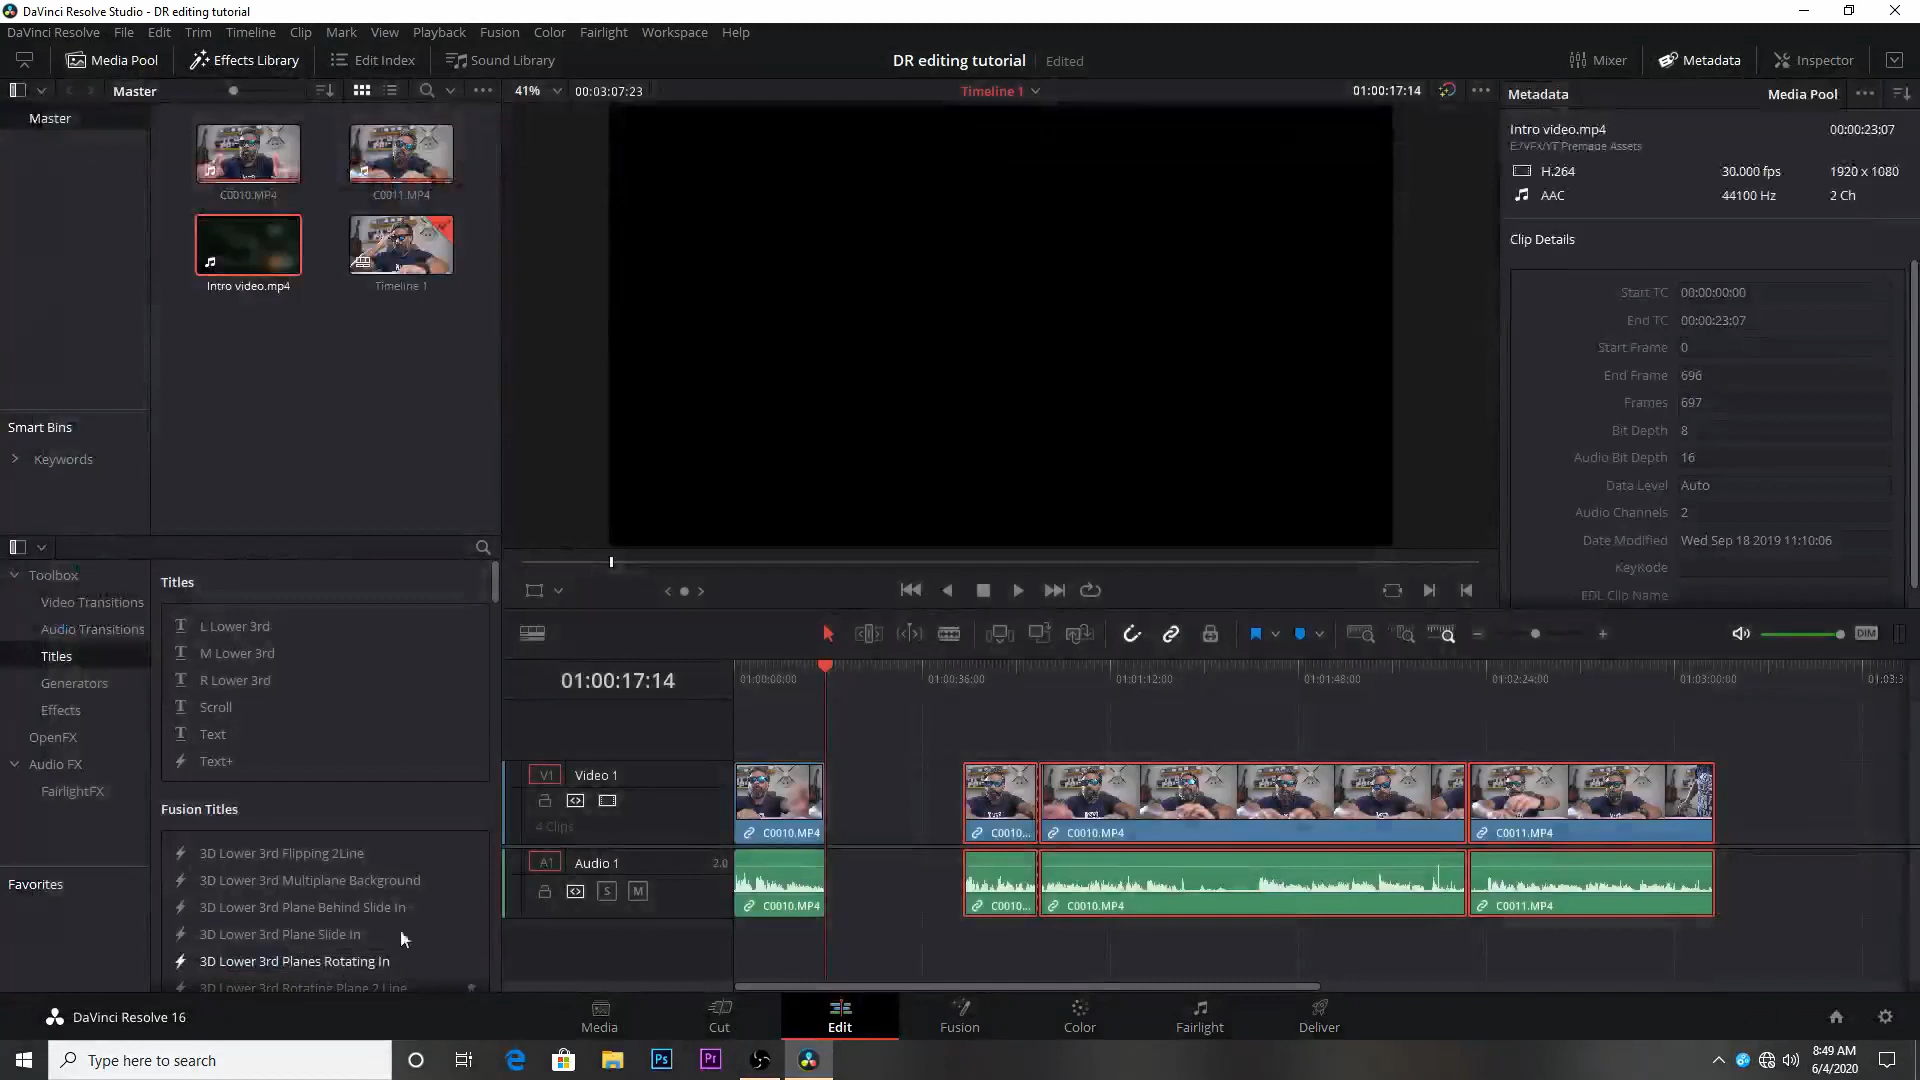 DaVinci Resolve Studio - DR editing tutorial
DaVinci Resolve File Edit Trim Timeline Clip Mark View Playback Fusion Color Fairlight Workspace Help
Media Pool Effects Library Edit Index Sound Library DR editing tutorial Edited Mixer Metadata Inspector
Master 41% 00:03:07:23 Timeline 1 01:00:17:14 Metadata Media Pool
Master
C0010.MP4 C0011.MP4
Intro video.mp4 Timeline 1
Smart Bins
Keywords
Intro video.mp4 00:00:23:07
E:/VFX/YT Premade Assets
H.264 30.000 fps 1920 x 1080
AAC 44100 Hz 2 Ch
Clip Details
Start TC 00:00:00:00
End TC 00:00:23:07
Start Frame 0
End Frame 696
Frames 697
Bit Depth 8
Audio Bit Depth 16
Data Level Auto
Audio Channels 2
Date Modified Wed Sep 18 2019 11:10:06
KeyKode
EDL Clip Name
Toolbox
Video Transitions
Audio Transitions
Titles
Generators
Effects
OpenFX
Audio FX
FairlightFX
Favorites
Titles
L Lower 3rd
M Lower 3rd
R Lower 3rd
Scroll
Text
Text+
Fusion Titles
3D Lower 3rd Flipping 2Line
3D Lower 3rd Multiplane Background
3D Lower 3rd Plane Behind Slide In
3D Lower 3rd Plane Slide In
3D Lower 3rd Planes Rotating In
3D Lower 3rd Rotating Plane 2 Line
DIM
01:00:17:14 01:00:00:00 01:00:36:00 01:01:12:00 01:01:48:00 01:02:24:00 01:03:00:00 01:03:3
V1 Video 1
4 Clips
C0010.MP4 C0010... C0010.MP4 C0011.MP4
A1 Audio 1 2.0
S M
C0010.MP4 C0010... C0010.MP4 C0011.MP4
DaVinci Resolve 16 Media Cut Edit Fusion Color Fairlight Deliver
Type here to search Ps Pr 8:49 AM
6/4/2020